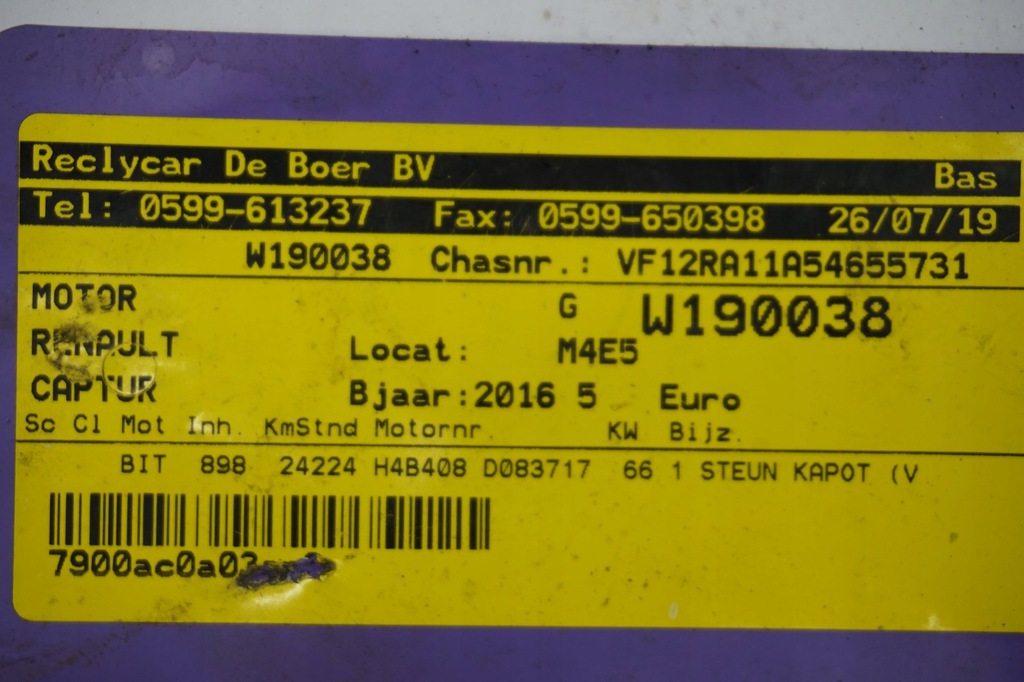 Reclycar De Boer BV Bas
Tel: 0599-613237 Fax: 0599-650398 26/07/19
W190038 Chasnr.: VF12RA11A54655731
MOTOR G W190038
RENAULT Locat: M4E5
CAPTUR Bjaar:2016 5 Euro
Sc Cl Mot Inh. KmStnd Motornr. KW Bijz.
BIT 898 24224 H4B408 D083717 66 1 STEUN KAPOT (V